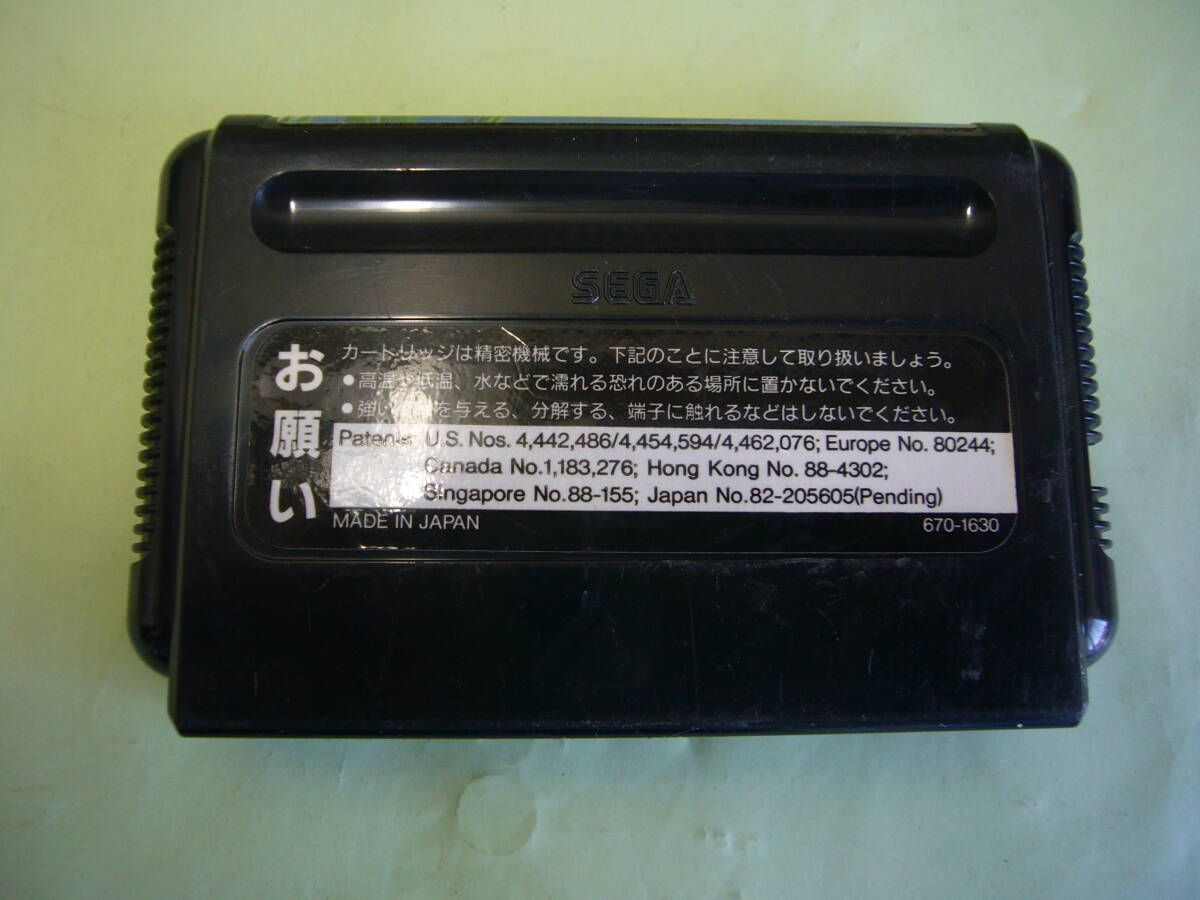 SEGA
お願い
カートリッジは精密機械です。下記のことに注意して取り扱いましょう。
•高温や低温、水などで濡れる恐れのある場所に置かないでください。
•強い衝撃を与える、分解する、端子に触れるなどはしないでください。
Patents: U.S. Nos. 4,442,486/4,454,594/4,462,076; Europe No. 80244;
Canada No.1,183,276; Hong Kong No. 88-4302;
Singapore No.88-155; Japan No.82-205605(Pending)
MADE IN JAPAN
670-1630